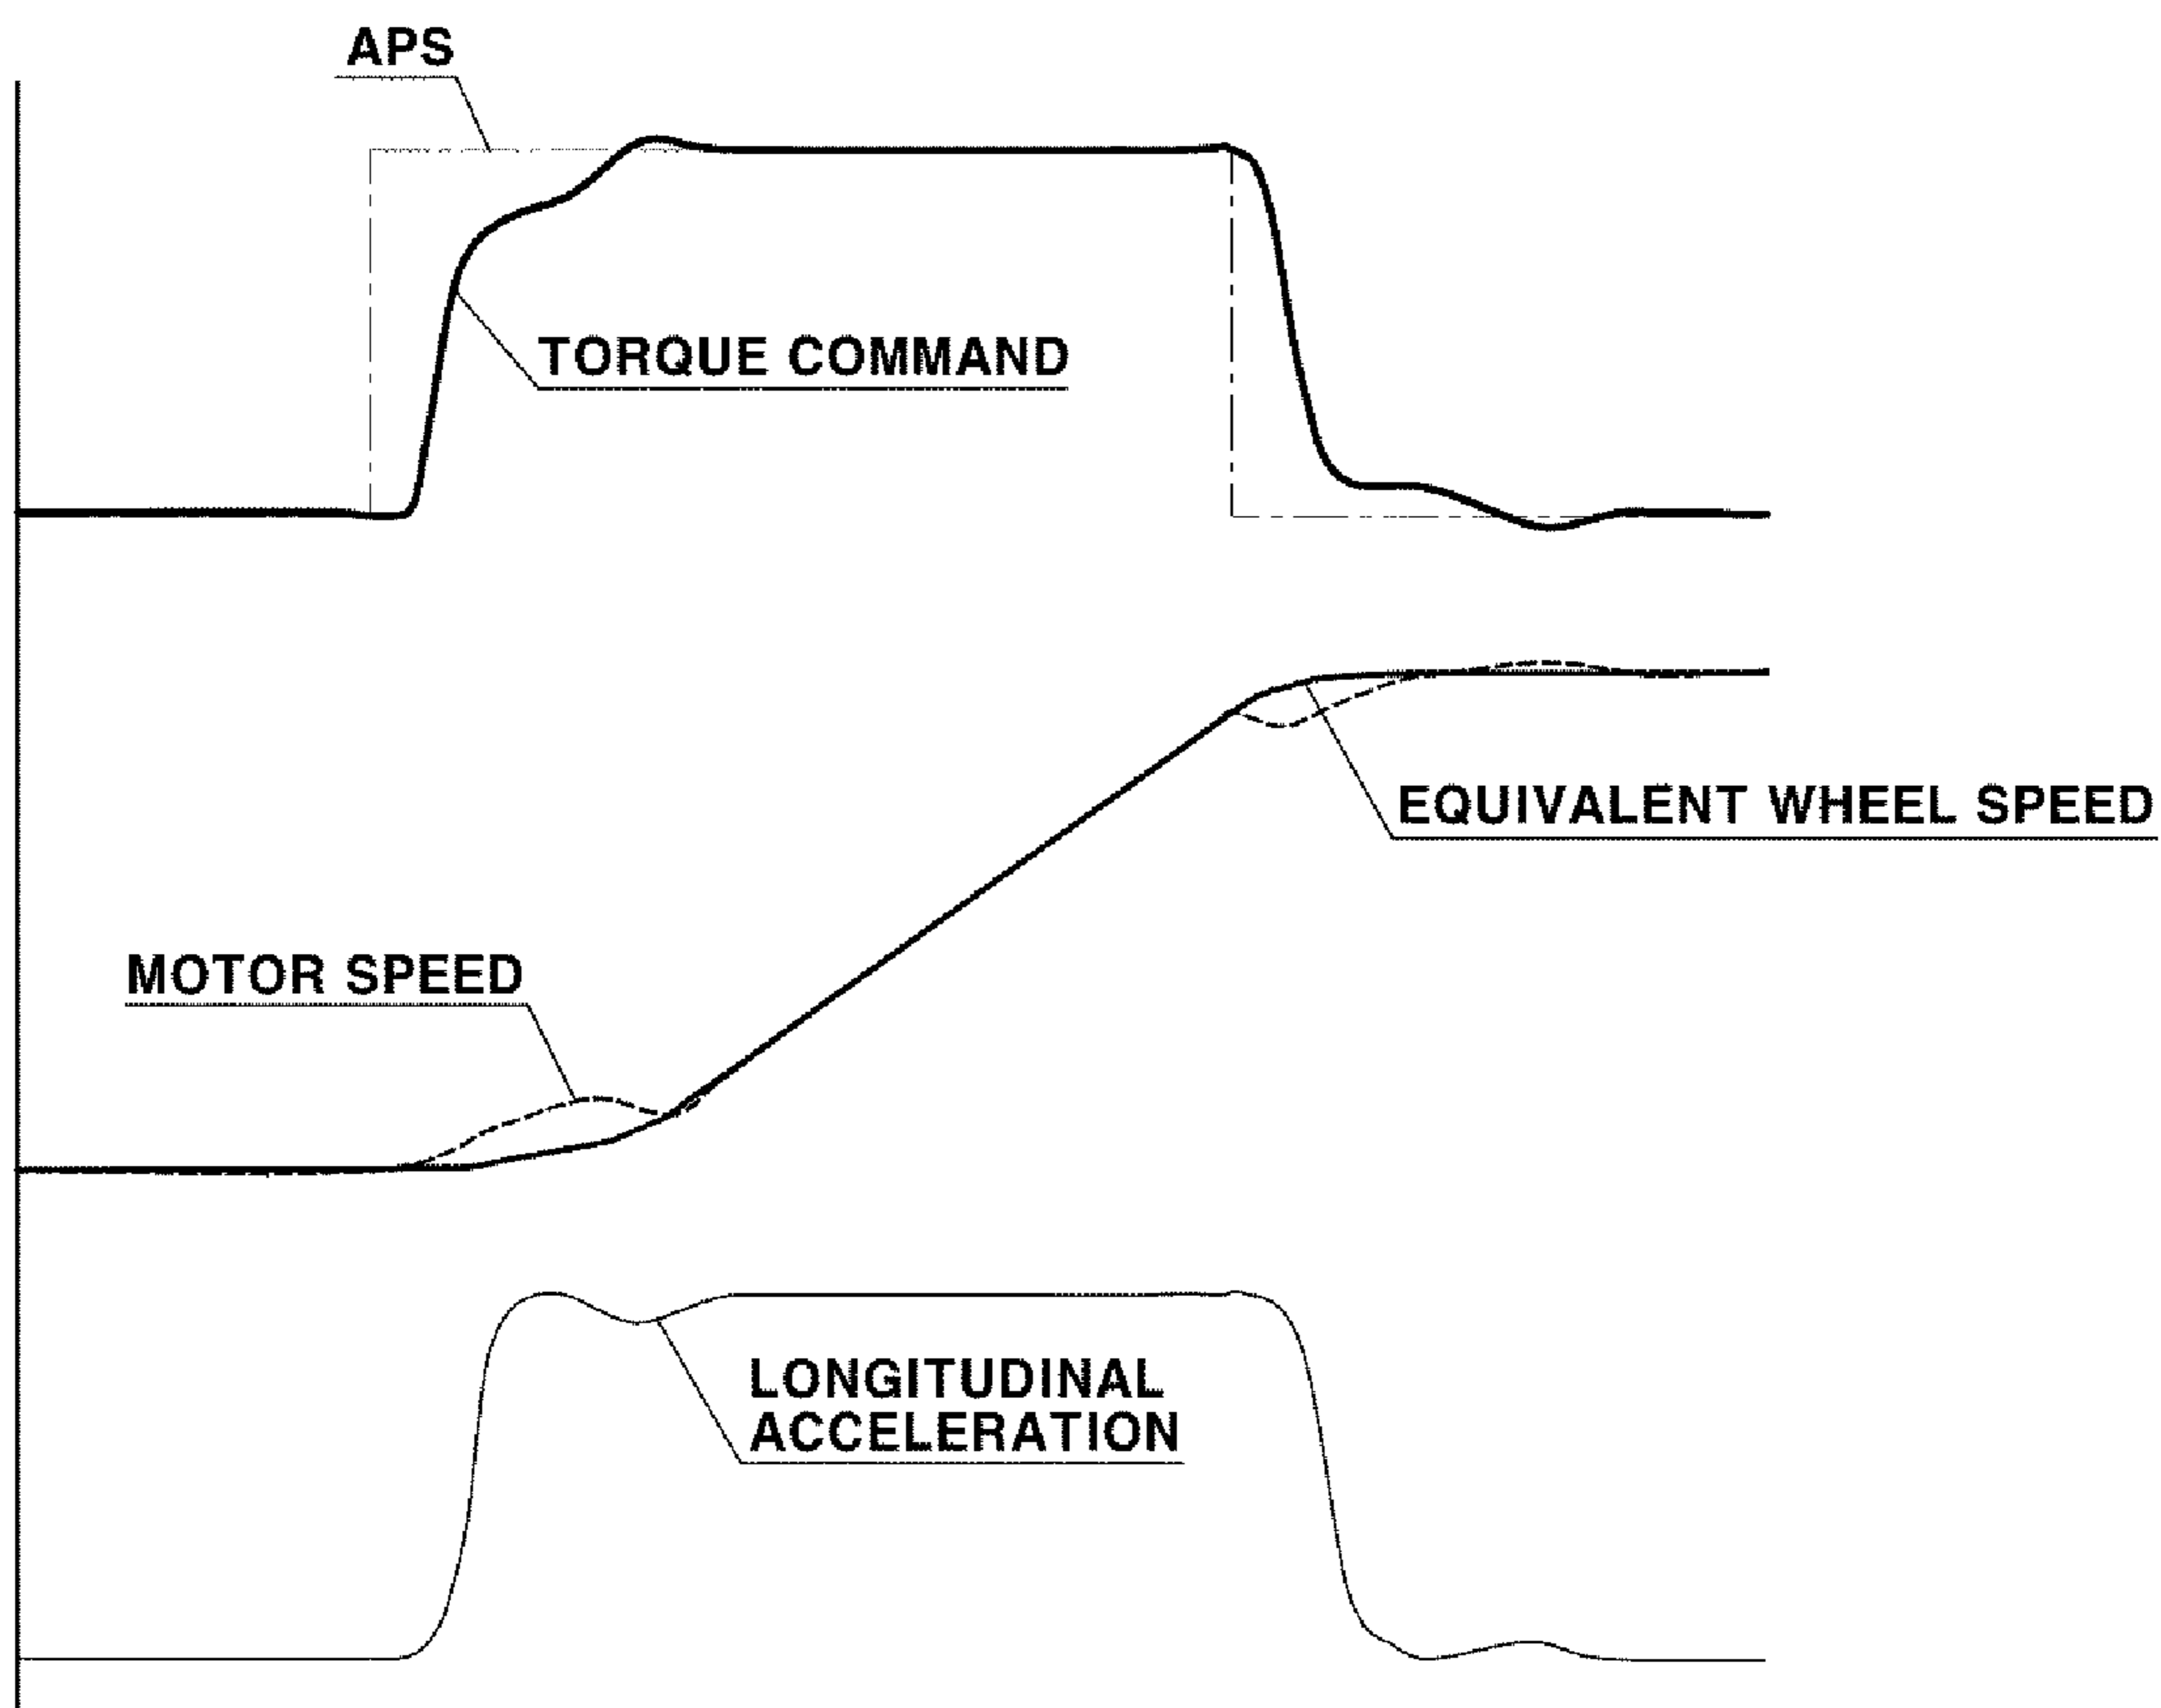 APS
TORQUE COMMAND
EQUIVALENT WHEEL SPEED
MOTOR SPEED
LONGITUDINAL
ACCELERATION